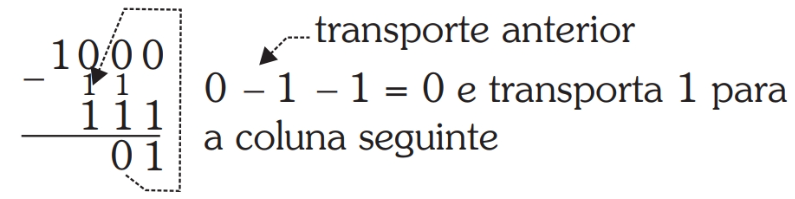 transporte anterior
1000
− 1 1
111
01
0 − 1 − 1 = 0 e transporta 1 para
a coluna seguinte